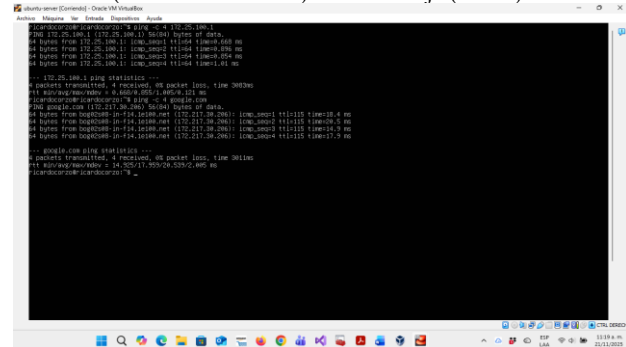 ubuntu-server [Corriendo] - Oracle VM VirtualBox
Archivo Máquina Ver Entrada Dispositivos Ayuda
ricardocorzo@ricardocorzo:~$ ping -c 4 172.25.100.1
PING 172.25.100.1 (172.25.100.1) 56(84) bytes of data.
64 bytes from 172.25.100.1: icmp_seq=1 ttl=64 time=0.668 ms
64 bytes from 172.25.100.1: icmp_seq=2 ttl=64 time=0.896 ms
64 bytes from 172.25.100.1: icmp_seq=3 ttl=64 time=0.854 ms
64 bytes from 172.25.100.1: icmp_seq=4 ttl=64 time=1.01 ms
--- 172.25.100.1 ping statistics ---
4 packets transmitted, 4 received, 0% packet loss, time 3083ms
rtt min/avg/max/mdev = 0.668/0.855/1.005/0.121 ms
ricardocorzo@ricardocorzo:~$ ping -c 4 google.com
PING google.com (172.217.30.206) 56(84) bytes of data.
64 bytes from bog02s08-in-f14.1e100.net (172.217.30.206): icmp_seq=1 ttl=115 time=18.4 ms
64 bytes from bog02s08-in-f14.1e100.net (172.217.30.206): icmp_seq=2 ttl=115 time=20.5 ms
64 bytes from bog02s08-in-f14.1e100.net (172.217.30.206): icmp_seq=3 ttl=115 time=14.9 ms
64 bytes from bog02s08-in-f14.1e100.net (172.217.30.206): icmp_seq=4 ttl=115 time=17.9 ms
--- google.com ping statistics ---
4 packets transmitted, 4 received, 0% packet loss, time 3011ms
rtt min/avg/max/mdev = 14.925/17.959/20.539/2.005 ms
ricardocorzo@ricardocorzo:~$ _
CTRL DERECHO
ESP
LAA
11:19 a. m.
21/11/2025